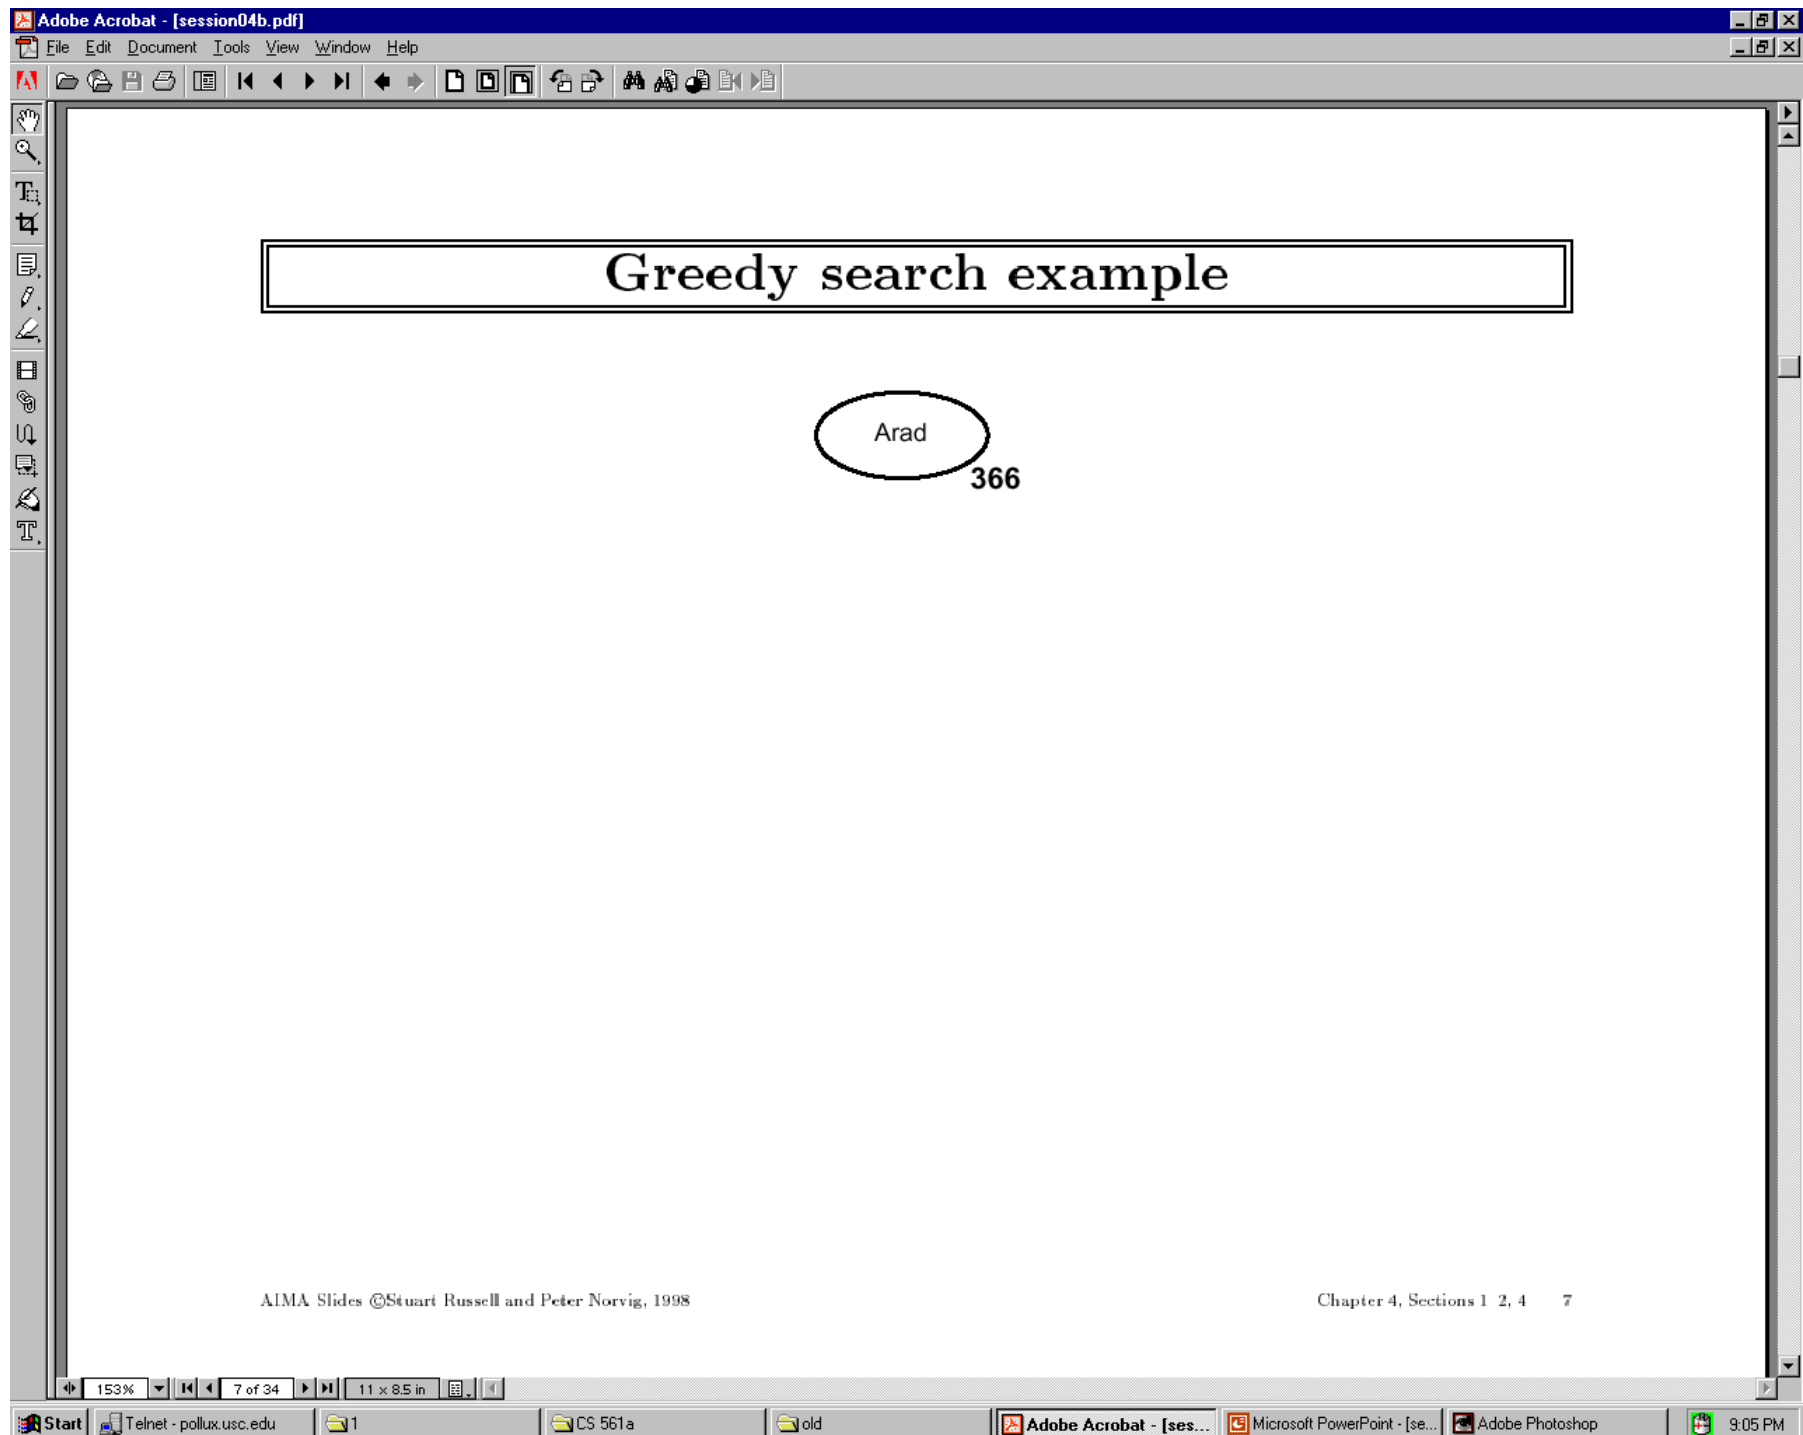 Adobe Acrobat - [session04b.pdf]
File Edit Document Tools View Window Help
Greedy search example
Arad
366
AIMA Slides ©Stuart Russell and Peter Norvig, 1998
Chapter 4, Sections 1 2, 4 7
153% 7 of 34 11 x 8.5 in
Start Telnet - pollux.usc.edu 1 CS 561a old Adobe Acrobat - [ses... Microsoft PowerPoint - [se... Adobe Photoshop 9:05 PM